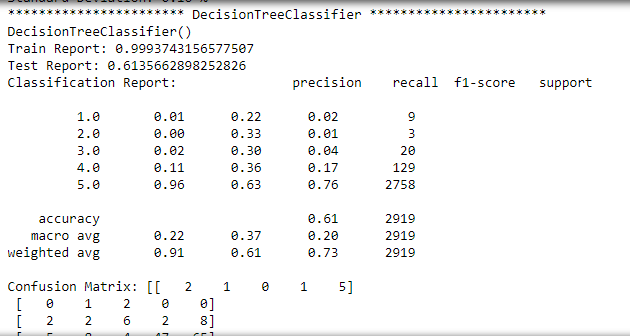 *********************** DecisionTreeClassifier ***********************
DecisionTreeClassifier()
Train Report: 0.9993743156577507
Test Report: 0.6135662898252826
Classification Report:               precision    recall  f1-score   support

         1.0       0.01      0.22      0.02         9
         2.0       0.00      0.33      0.01         3
         3.0       0.02      0.30      0.04        20
         4.0       0.11      0.36      0.17       129
         5.0       0.96      0.63      0.76      2758

    accuracy                           0.61      2919
   macro avg       0.22      0.37      0.20      2919
weighted avg       0.91      0.61      0.73      2919

Confusion Matrix: [[   2    1    0    1    5]
 [   0    1    2    0    0]
 [   2    2    6    2    8]